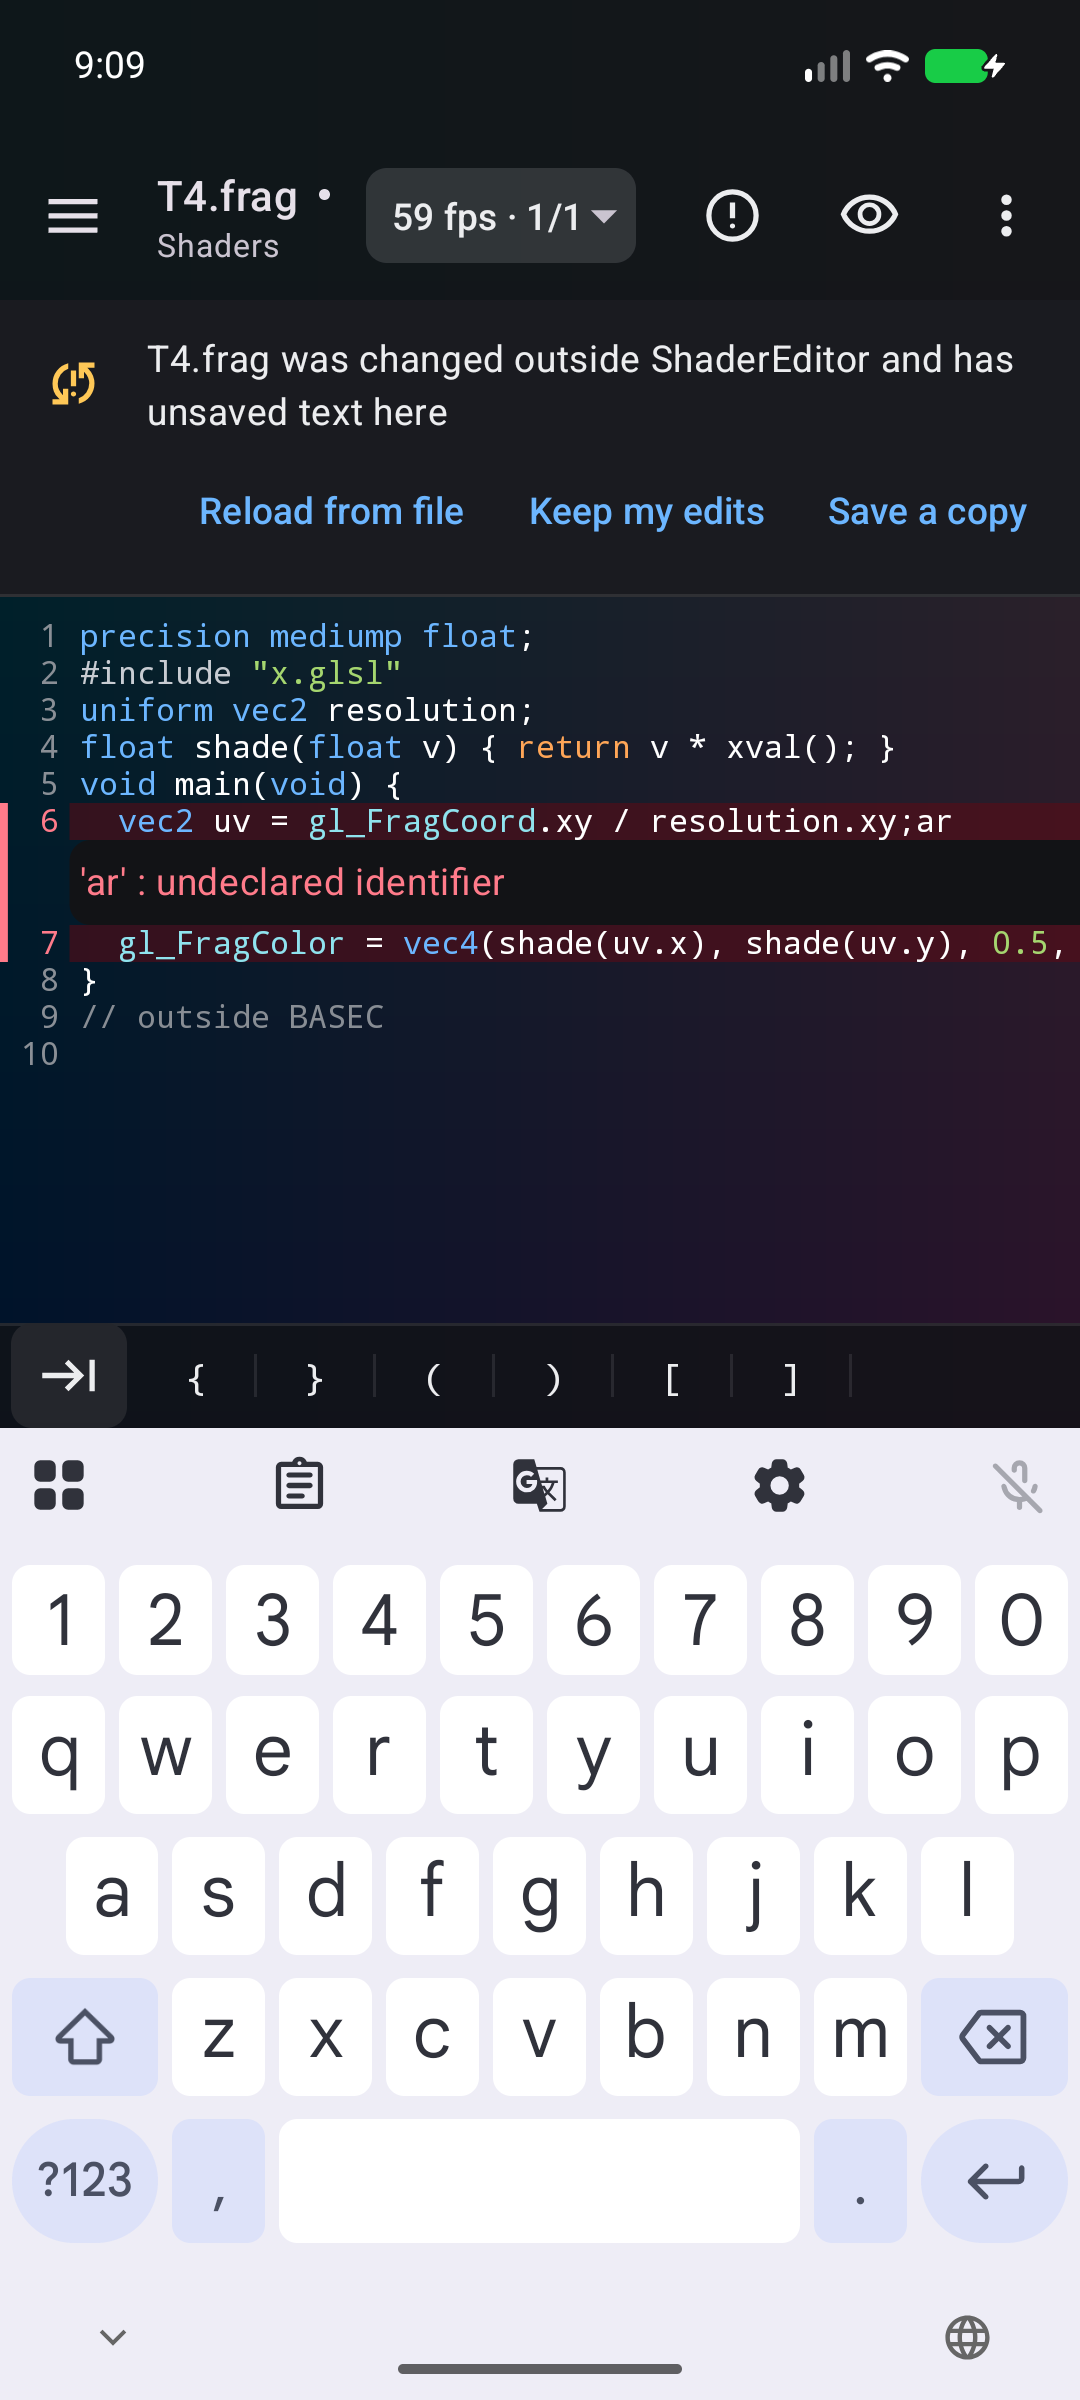 9:09
T4.frag •
Shaders
59 fps · 1/1
T4.frag was changed outside ShaderEditor and has
unsaved text here
Reload from file
Keep my edits
Save a copy
1 precision mediump float;
2 #include "x.glsl"
3 uniform vec2 resolution;
4 float shade(float v) { return v * xval(); }
5 void main(void) {
6   vec2 uv = gl_FragCoord.xy / resolution.xy;ar
'ar' : undeclared identifier
7   gl_FragColor = vec4(shade(uv.x), shade(uv.y), 0.5,
8 }
9 // outside BASEC
10
{ } ( ) [ ]
1 2 3 4 5 6 7 8 9 0
q w e r t y u i o p
a s d f g h j k l
z x c v b n m
?123 , .